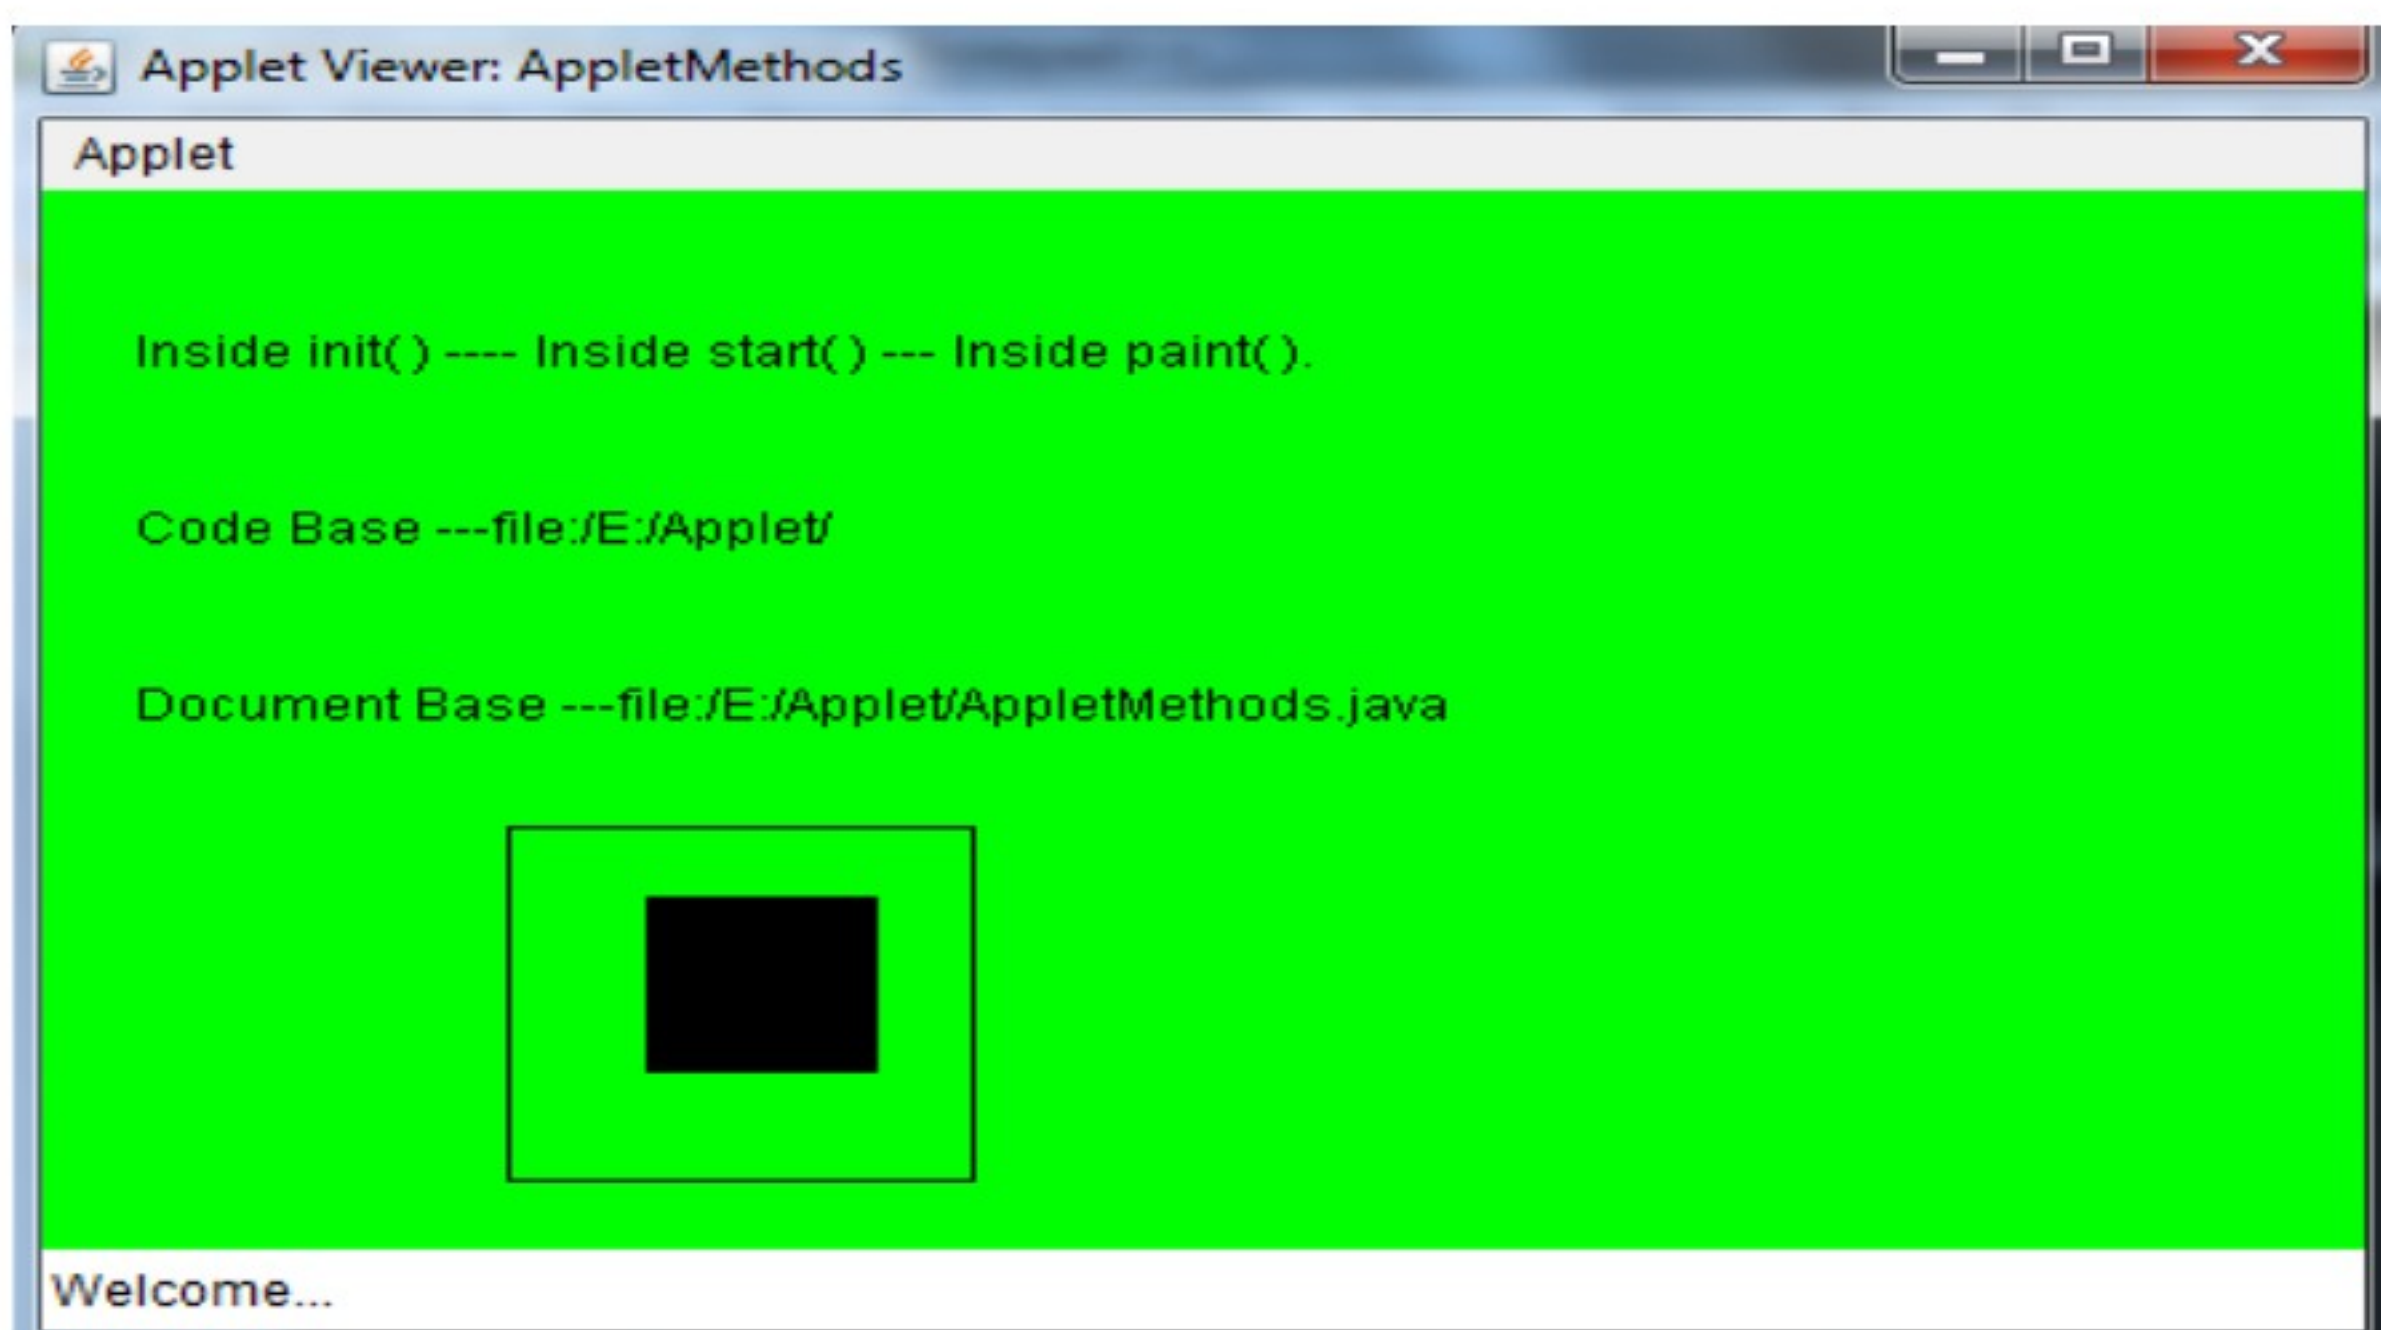 Applet Viewer: AppletMethods
Applet
Inside init( ) ---- Inside start( ) --- Inside paint( ).
Code Base ---file:/E:/Applet/
Document Base ---file:/E:/Applet/AppletMethods.java
Welcome...